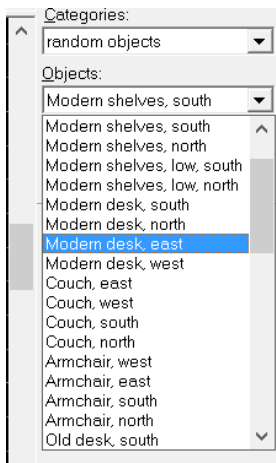 Categories:
random objects
Objects:
Modern shelves, south
Modern shelves, south
Modern shelves, north
Modern shelves, low, south
Modern shelves, low, north
Modern desk, south
Modern desk, north
Modern desk, east
Modern desk, west
Couch, east
Couch, west
Couch, south
Couch, north
Armchair, west
Armchair, east
Armchair, south
Armchair, north
Old desk, south